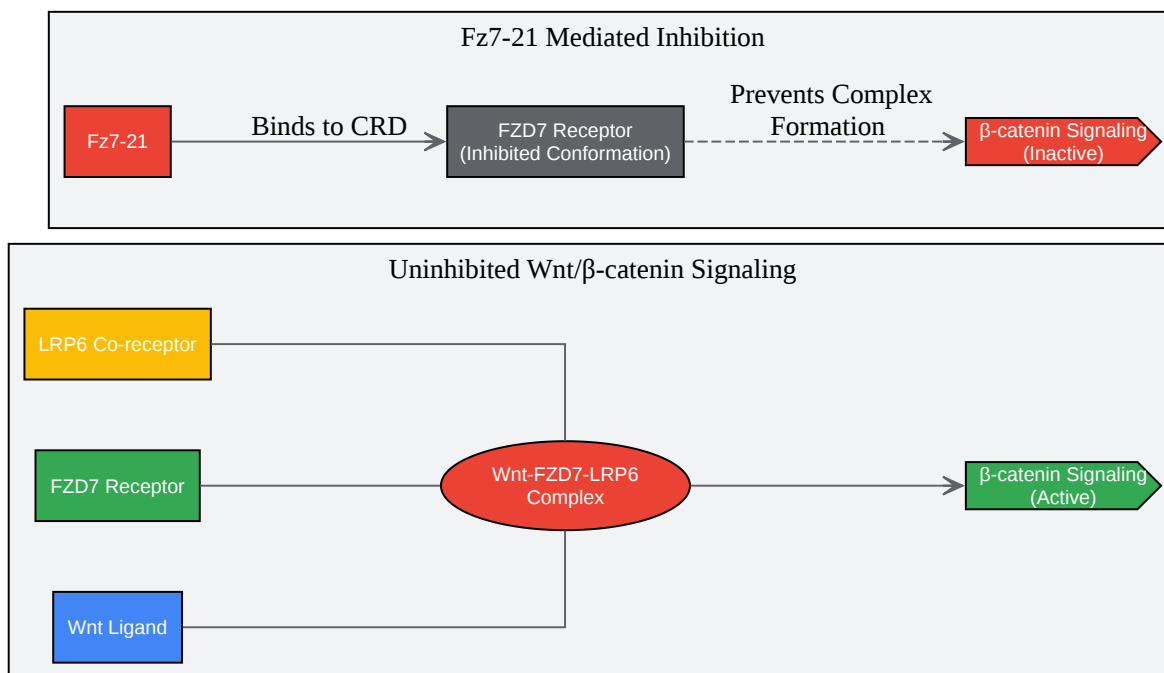 Fz7-21 Mediated Inhibition
Fz7-21
Binds to CRD
FZD7 Receptor
(Inhibited Conformation)
Prevents Complex
Formation
β-catenin Signaling
(Inactive)
Uninhibited Wnt/β-catenin Signaling
LRP6 Co-receptor
FZD7 Receptor
Wnt-FZD7-LRP6
Complex
β-catenin Signaling
(Active)
Wnt Ligand